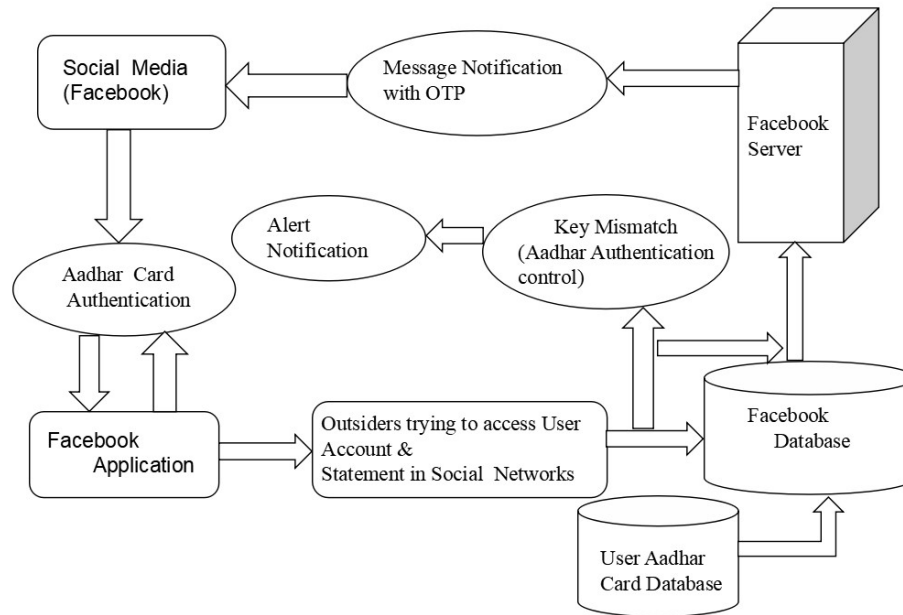 Social Media
(Facebook)
Message Notification
with OTP
Facebook
Server
Alert
Notification
Key Mismatch
(Aadhar Authentication
control)
Aadhar Card
Authentication
Facebook
Application
Outsiders trying to access User
Account &
Statement in Social Networks
Facebook
Database
User Aadhar
Card Database